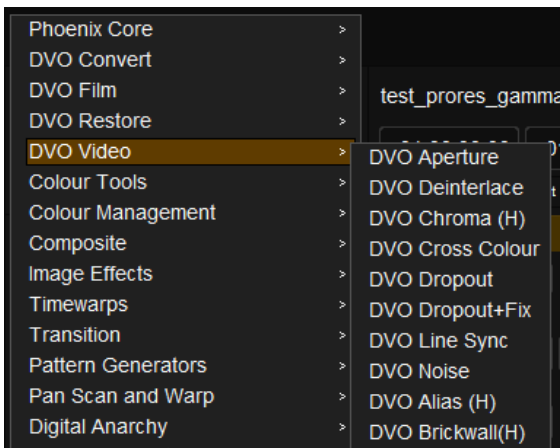 Phoenix Core >
DVO Convert >
DVO Film >
DVO Restore >
DVO Video >
Colour Tools >
Colour Management >
Composite >
Image Effects >
Timewarps >
Transition >
Pattern Generators >
Pan Scan and Warp >
Digital Anarchy >
test_prores_gamma
DVO Aperture
DVO Deinterlace
DVO Chroma (H)
DVO Cross Colour
DVO Dropout
DVO Dropout+Fix
DVO Line Sync
DVO Noise
DVO Alias (H)
DVO Brickwall(H)